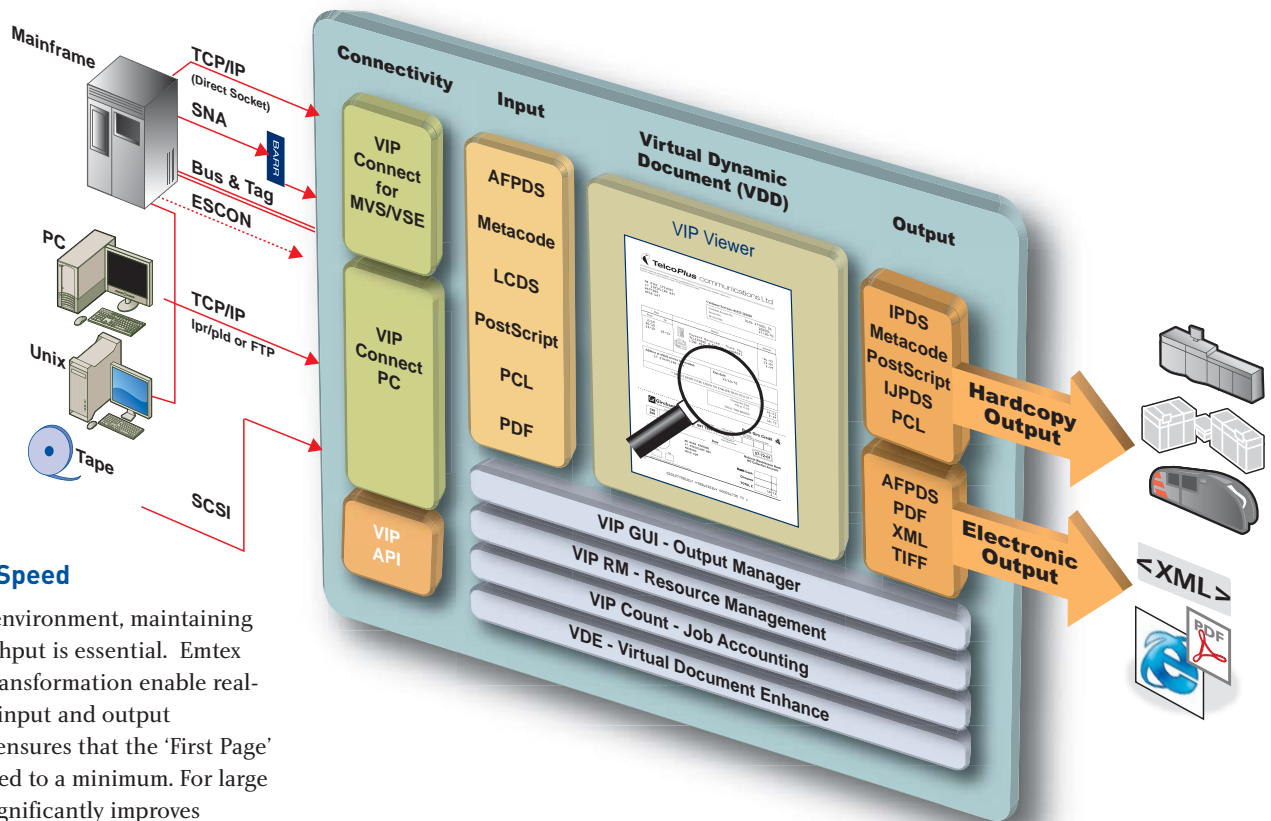 Mainframe
TCP/IP
(Direct Socket)
SNA
BARR
Bus & Tag
ESCON
PC
TCP/IP
lpr/pld or FTP
Unix
Tape
SCSI
Connectivity
VIP
Connect
for
MVS/VSE
VIP
Connect
PC
VIP
API
Input
AFPDS
Metacode
LCDS
PostScript
PCL
PDF
Virtual Dynamic
Document (VDD)
VIP Viewer
TelcoPlus communications Ltd
VIP GUI - Output Manager
VIP RM - Resource Management
VIP Count - Job Accounting
VDE - Virtual Document Enhance
Output
IPDS
Metacode
PostScript
IJPDS
PCL
AFPDS
PDF
XML
TIFF
Hardcopy
Output
Electronic
Output
<XML>
PDF
Speed
environment, maintaining
hput is essential. Emtex
ransformation enable real-
input and output
ensures that the ‘First Page’
ed to a minimum. For large
gnificantly improves